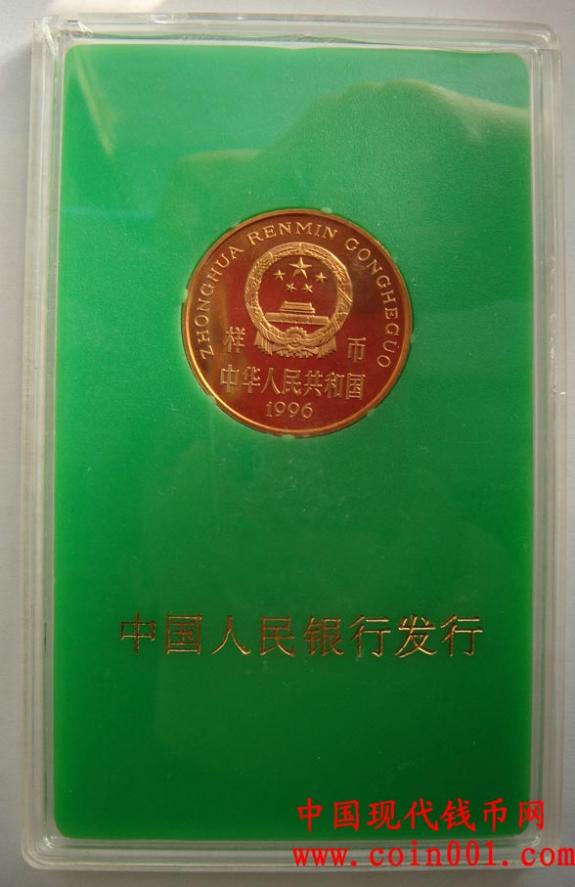 ZHONGHUA RENMIN GONGHEGUO
样 币
中华人民共和国
1996
中国人民银行发行
中国现代钱币网
www.coin001.com